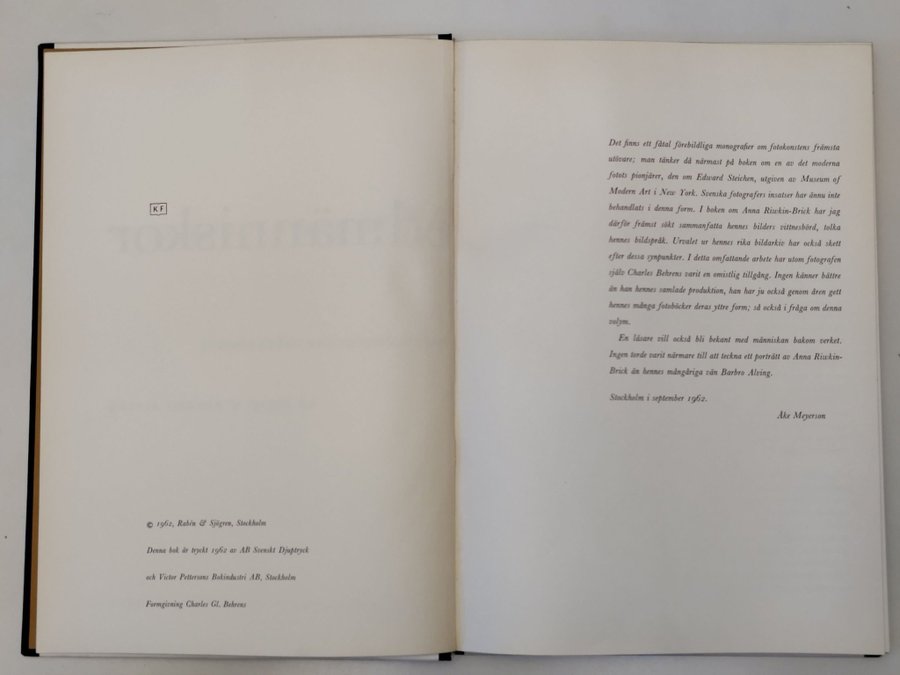 KF
© 1962, Rabén & Sjögren, Stockholm
Denna bok är tryckt 1962 av AB Svenskt Djuptryck
och Victor Pettersons Bokindustri AB, Stockholm
Formgivning Charles Gl. Behrens
Det finns ett fåtal förebildliga monografier om fotokonstens främsta
utövare; man tänker då närmast på boken om en av det moderna
fotots pionjärer, den om Edward Steichen, utgiven av Museum of
Modern Art i New York. Svenska fotografers insatser har ännu inte
behandlats i denna form. I boken om Anna Riwkin-Brick har jag
därför främst sökt sammanfatta hennes bilders vittnesbörd, tolka
hennes bildspråk. Urvalet ur hennes rika bildarkiv har också skett
efter dessa synpunkter. I detta omfattande arbete har utom fotografen
själv Charles Behrens varit en omistlig tillgång. Ingen känner bättre
än han hennes samlade produktion, han har ju också genom åren gett
hennes många fotoböcker deras yttre form; så också i fråga om denna
volym.
En läsare vill också bli bekant med människan bakom verket.
Ingen torde varit närmare till att teckna ett porträtt av Anna Riwkin-
Brick än hennes mångåriga vän Barbro Alving.
Stockholm i september 1962.
Åke Meyerson